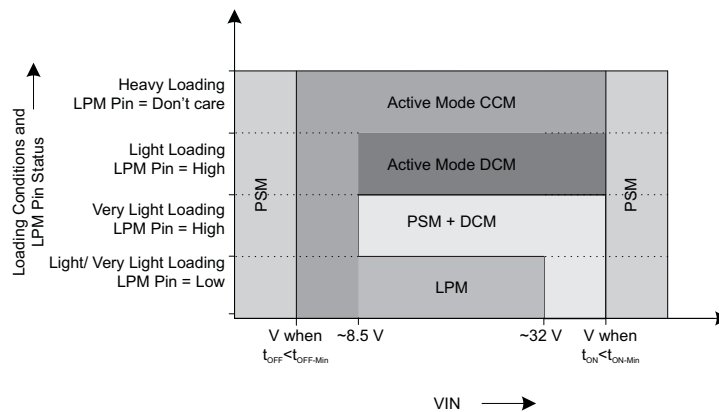 Loading Conditions and
LPM Pin Status
Heavy Loading
LPM Pin = Don't care
Light Loading
LPM Pin = High
Very Light Loading
LPM Pin = High
Light/ Very Light Loading
LPM Pin = Low
PSM
Active Mode CCM
Active Mode DCM
PSM + DCM
LPM
PSM
V when
tOFF<tOFF-Min
~8.5 V
~32 V
V when
tON<tON-Min
VIN